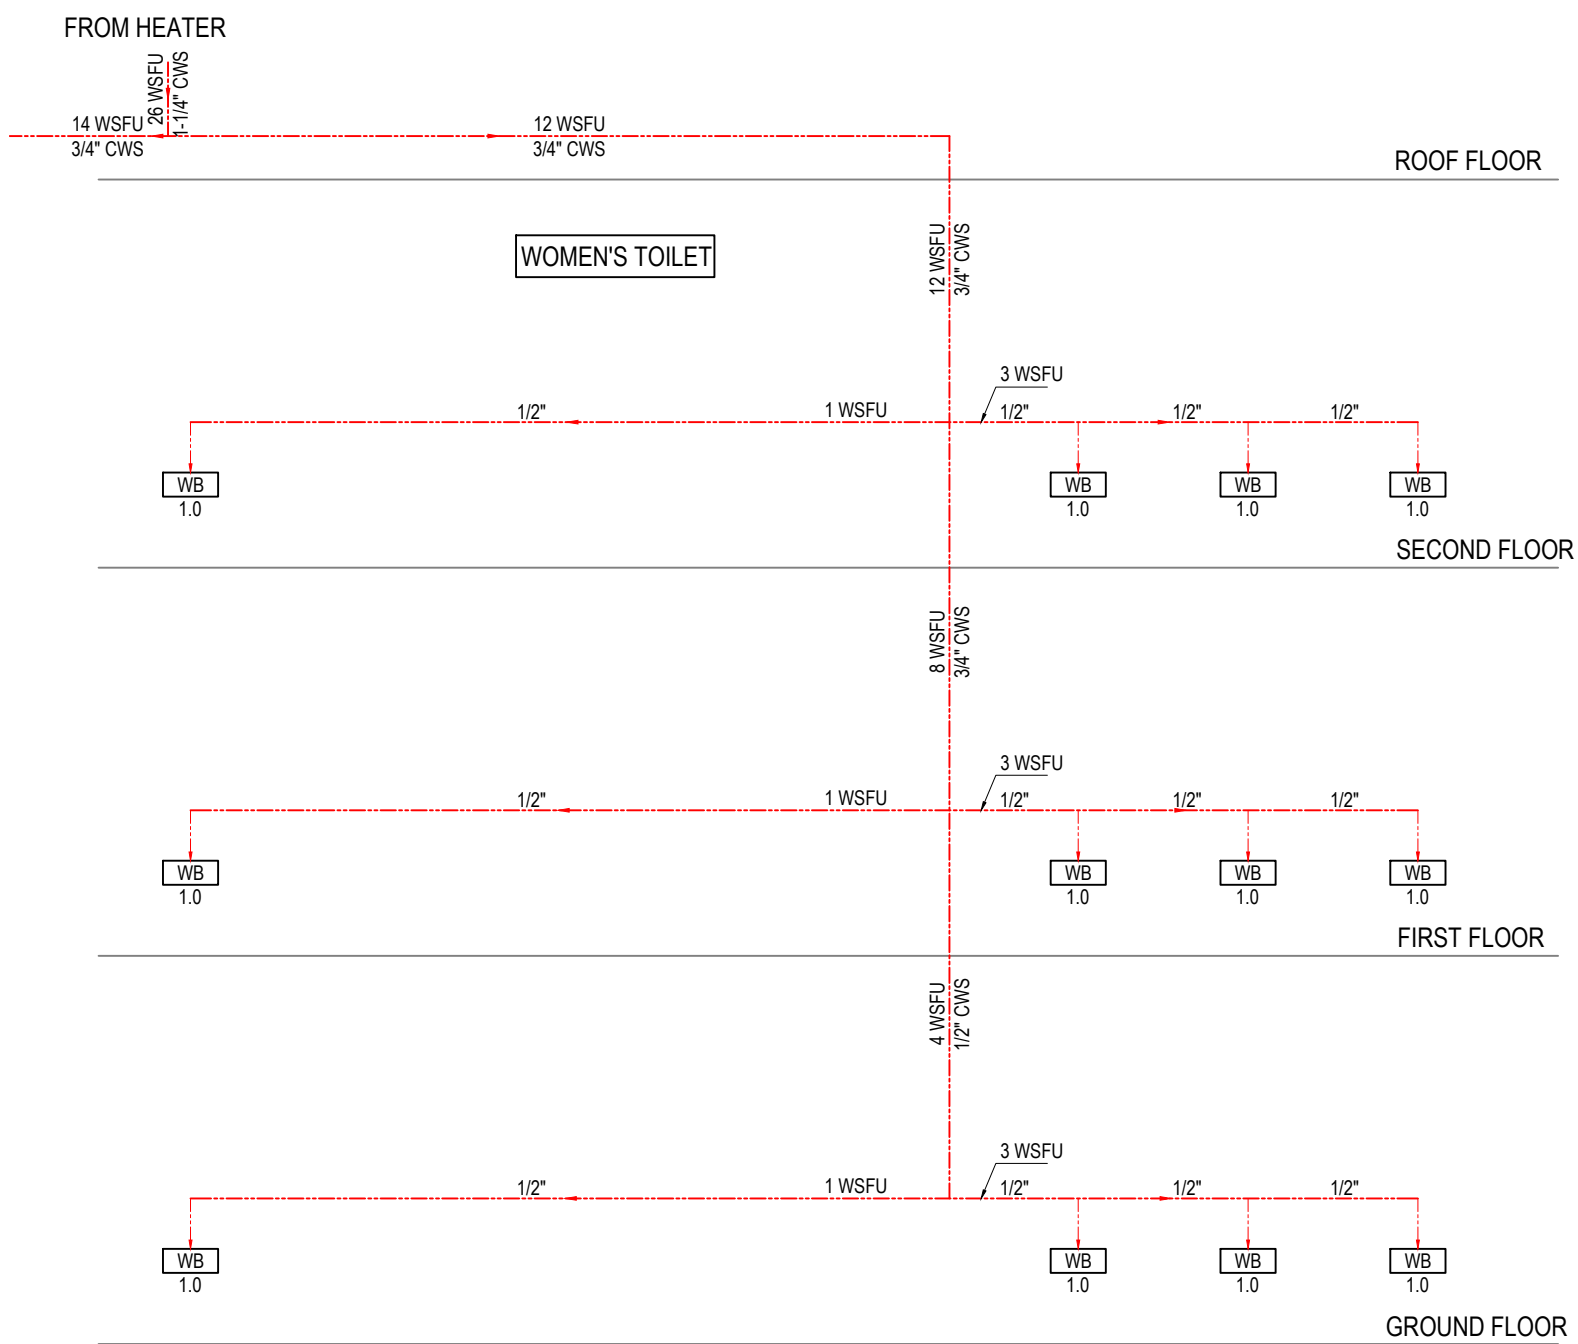 FROM HEATER
26 WSFU
1-1/4" CWS
14 WSFU
3/4" CWS
12 WSFU
3/4" CWS
ROOF FLOOR
WOMEN'S TOILET
12 WSFU
3/4" CWS
3 WSFU
1/2"
1 WSFU
1/2"
1/2"
1/2"
WB
WB
WB
WB
1.0
1.0
1.0
1.0
SECOND FLOOR
8 WSFU
3/4" CWS
3 WSFU
1/2"
1 WSFU
1/2"
1/2"
1/2"
WB
WB
WB
WB
1.0
1.0
1.0
1.0
FIRST FLOOR
4 WSFU
1/2" CWS
3 WSFU
1/2"
1 WSFU
1/2"
1/2"
1/2"
WB
WB
WB
WB
1.0
1.0
1.0
1.0
GROUND FLOOR